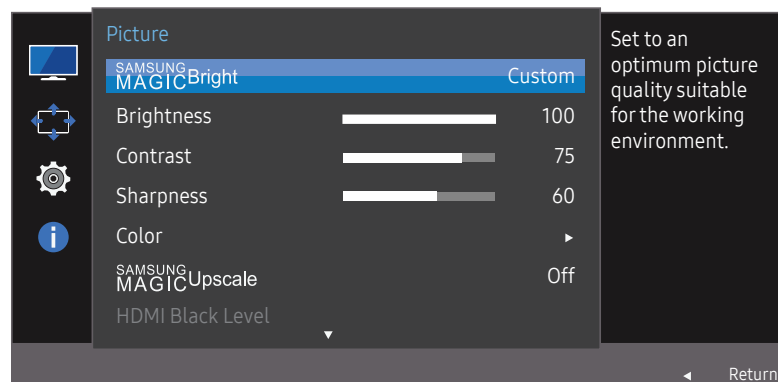 Picture
SAMSUNG MAGICBright Custom
Brightness 100
Contrast 75
Sharpness 60
Color
SAMSUNG MAGICUpscale Off
HDMI Black Level
Set to an
optimum picture
quality suitable
for the working
environment.
Return